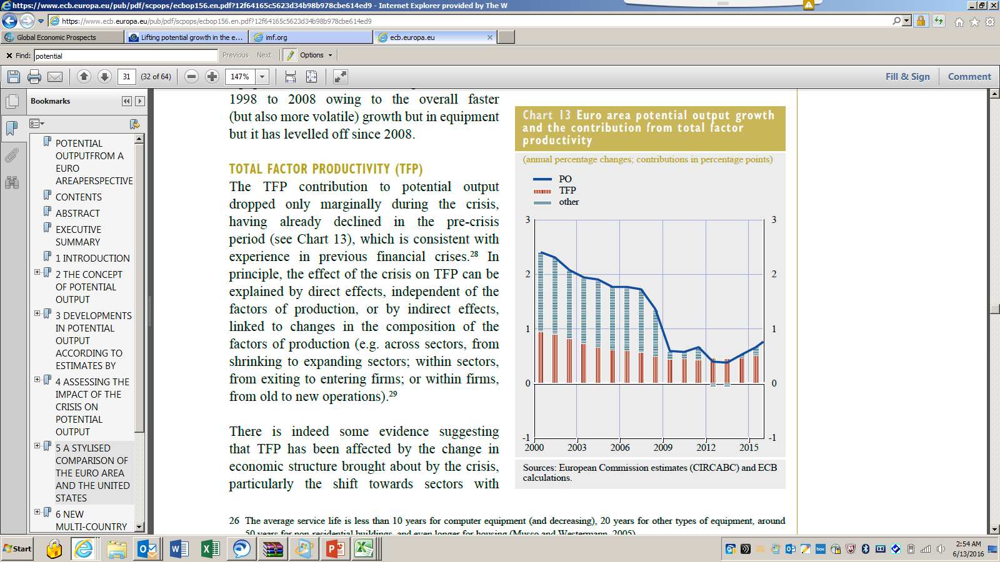 https://www.ecb.europa.eu/pub/pdf/scpops/ecbop156.en.pdf?12f64165c5623d34b98b978cbe614ed9 - Internet Explorer provided by The W
https://www.ecb.europa.eu/pub/pdf/scpops/ecbop156.en.pdf?12f64165c5623d34b98b978cbe614ed9
Global Economic Prospects
Lifting potential growth in the e...
imf.org
ecb.europa.eu
Find: potential
Previous Next
Options
31 (32 of 64)
147%
Fill & Sign
Comment
Bookmarks
POTENTIAL
OUTPUTFROM A
EURO
AREAPERSPECTIVE
CONTENTS
ABSTRACT
EXECUTIVE
SUMMARY
1 INTRODUCTION
2 THE CONCEPT
OF POTENTIAL
OUTPUT
3 DEVELOPMENTS
IN POTENTIAL
OUTPUT
ACCORDING TO
ESTIMATES BY
4 ASSESSING THE
IMPACT OF THE
CRISIS ON
POTENTIAL
OUTPUT
5 A STYLISED
COMPARISON OF
THE EURO AREA
AND THE UNITED
STATES
6 NEW
MULTI-COUNTRY
1998 to 2008 owing to the overall faster
(but also more volatile) growth but in equipment
but it has levelled off since 2008.
TOTAL FACTOR PRODUCTIVITY (TFP)
The TFP contribution to potential output
dropped only marginally during the crisis,
having already declined in the pre-crisis
period (see Chart 13), which is consistent with
experience in previous financial crises.28 In
principle, the effect of the crisis on TFP can be
explained by direct effects, independent of the
factors of production, or by indirect effects,
linked to changes in the composition of the
factors of production (e.g. across sectors, from
shrinking to expanding sectors; within sectors,
from exiting to entering firms; or within firms,
from old to new operations).29
There is indeed some evidence suggesting
that TFP has been affected by the change in
economic structure brought about by the crisis,
particularly the shift towards sectors with
Chart 13 Euro area potential output growth
and the contribution from total factor
productivity
(annual percentage changes; contributions in percentage points)
PO
TFP
other
3 3
2 2
1 1
0 0
-1 -1
2000 2003 2006 2009 2012 2015
Sources: European Commission estimates (CIRCABC) and ECB
calculations.
26 The average service life is less than 10 years for computer equipment (and decreasing), 20 years for other types of equipment, around
50 years for non-residential buildings, and even longer for housing (Musso and Westermann, 2005).
Start
2:54 AM
6/13/2016